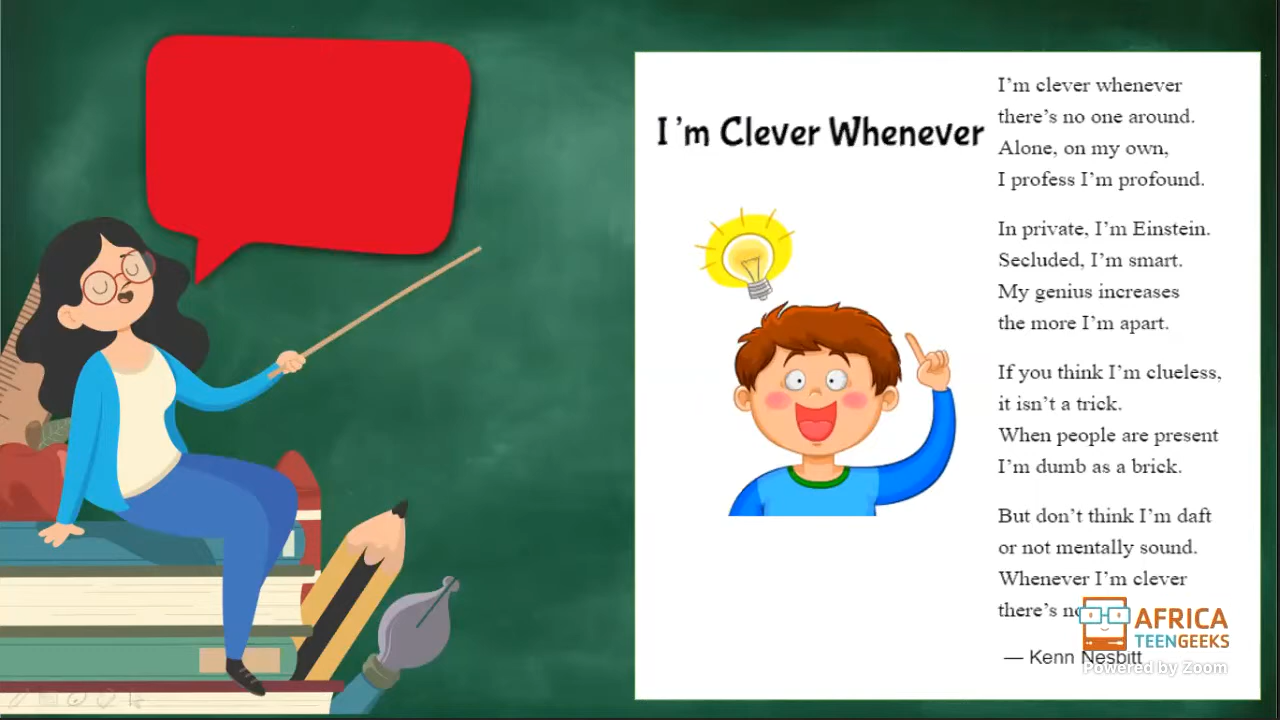 I'm Clever Whenever
I'm clever whenever
there's no one around.
Alone, on my own,
I profess I'm profound.
In private, I'm Einstein.
Secluded, I'm smart.
My genius increases
the more I'm apart.
If you think I'm clueless,
it isn't a trick.
When people are present
I'm dumb as a brick.
But don't think I'm daft
or not mentally sound.
Whenever I'm clever
there's
— Kenn Nesbitt
AFRICA
TEENGEEKS
Powered by Zoom